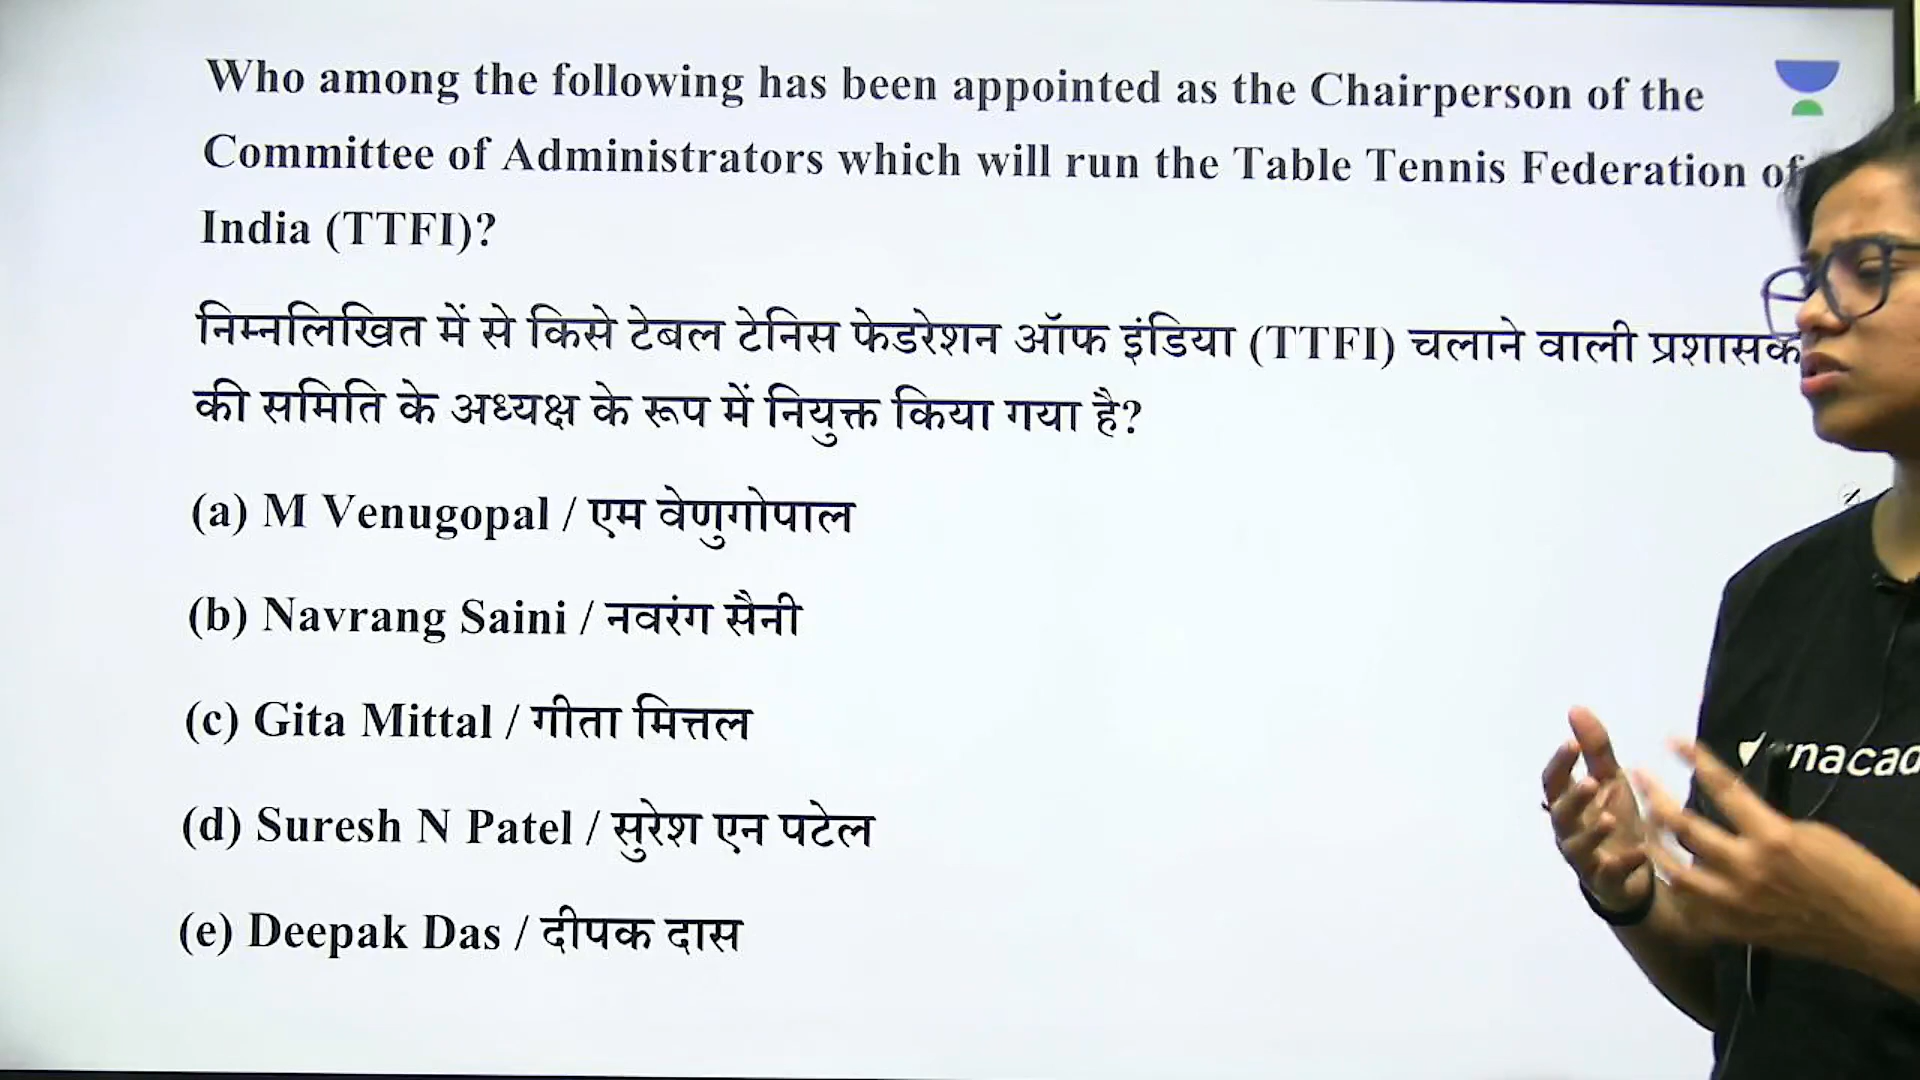 Who among the following has been appointed as the Chairperson of the
Committee of Administrators which will run the Table Tennis Federation of
India (TTFI)?
निम्नलिखित में से किसे टेबल टेनिस फेडरेशन ऑफ इंडिया (TTFI) चलाने वाली प्रशासक
की समिति के अध्यक्ष के रूप में नियुक्त किया गया है?
(a) M Venugopal / एम वेणुगोपाल
(b) Navrang Saini / नवरंग सैनी
(c) Gita Mittal / गीता मित्तल
(d) Suresh N Patel / सुरेश एन पटेल
(e) Deepak Das / दीपक दास